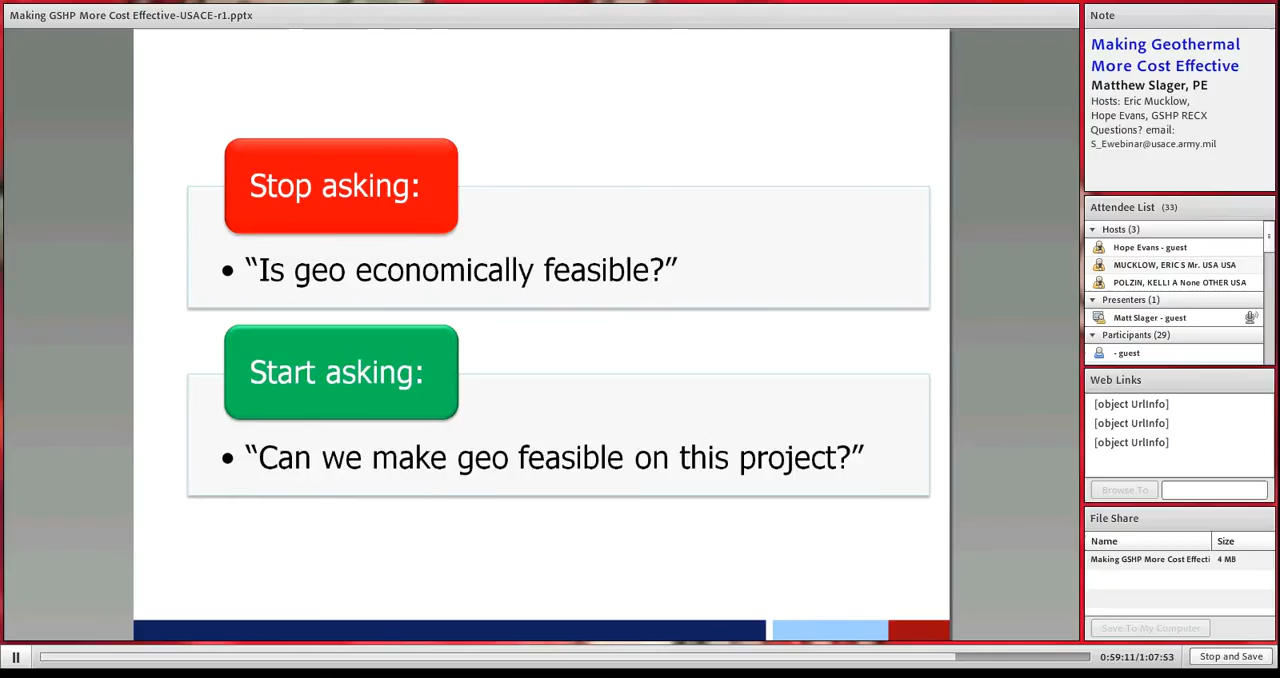 Making GSHP More Cost Effective-USACE-r1.pptx
Stop asking:
• “Is geo economically feasible?”
Start asking:
• “Can we make geo feasible on this project?”
Note
Making Geothermal
More Cost Effective
Matthew Slager, PE
Hosts: Eric Mucklow,
Hope Evans, GSHP RECX
Questions? email:
S_Ewebinar@usace.army.mil
Attendee List (33)
Hosts (3)
Hope Evans - guest
MUCKLOW, ERIC S Mr. USA USA
POLZIN, KELLI A None OTHER USA
Presenters (1)
Matt Slager - guest
Participants (29)
- guest
Web Links
[object UrlInfo]
[object UrlInfo]
[object UrlInfo]
Browse To
File Share
Name Size
Making GSHP More Cost Effecti 4 MB
Save To My Computer
0:59:11/1:07:53 Stop and Save